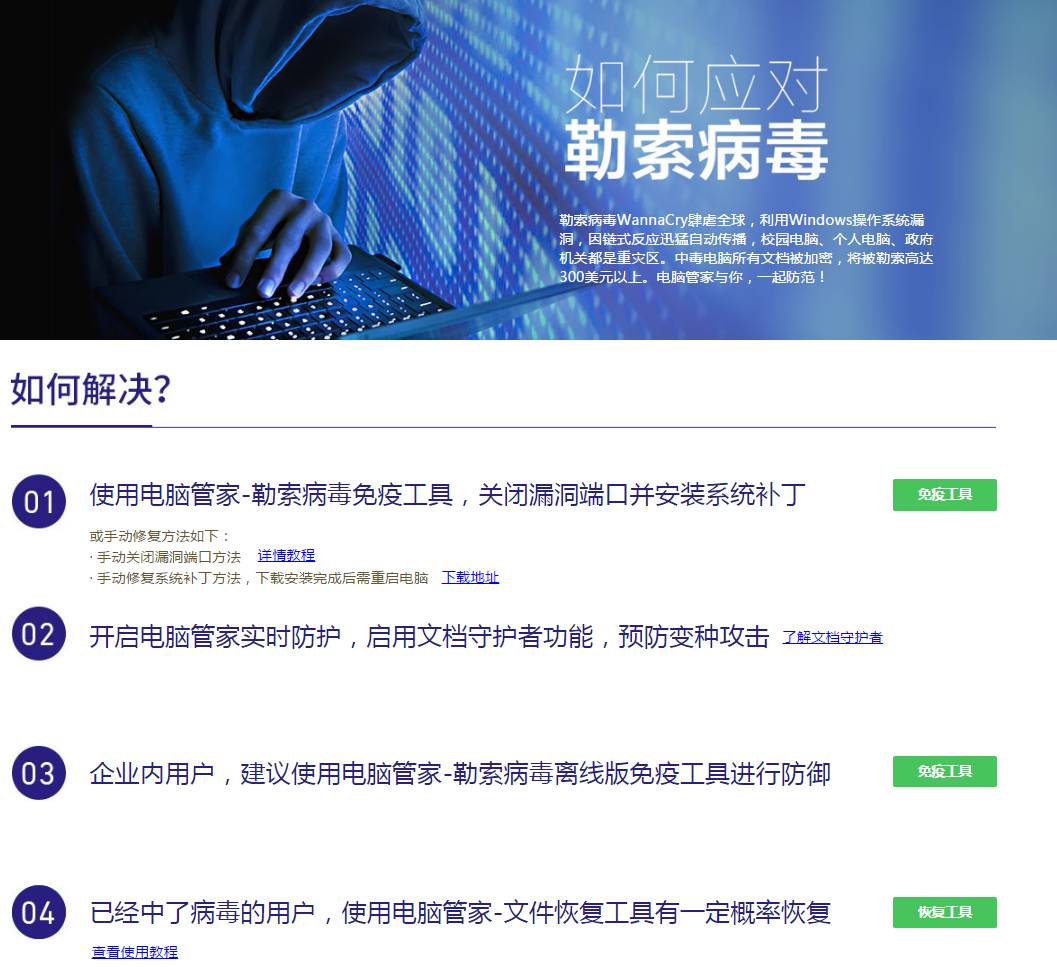 如何应对
勒索病毒
勒索病毒WannaCry肆虐全球，利用Windows操作系统漏
洞，因链式反应迅猛自动传播，校园电脑、个人电脑、政府
机关都是重灾区。中毒电脑所有文档被加密，将被勒索高达
300美元以上。电脑管家与你，一起防范！
如何解决?
01
使用电脑管家-勒索病毒免疫工具，关闭漏洞端口并安装系统补丁
免疫工具
或手动修复方法如下：
· 手动关闭漏洞端口方法 详情教程
· 手动修复系统补丁方法，下载安装完成后需重启电脑 下载地址
02
开启电脑管家实时防护，启用文档守护者功能，预防变种攻击 了解文档守护者
03
企业内用户，建议使用电脑管家-勒索病毒离线版免疫工具进行防御
免疫工具
04
已经中了病毒的用户，使用电脑管家-文件恢复工具有一定概率恢复
恢复工具
查看使用教程